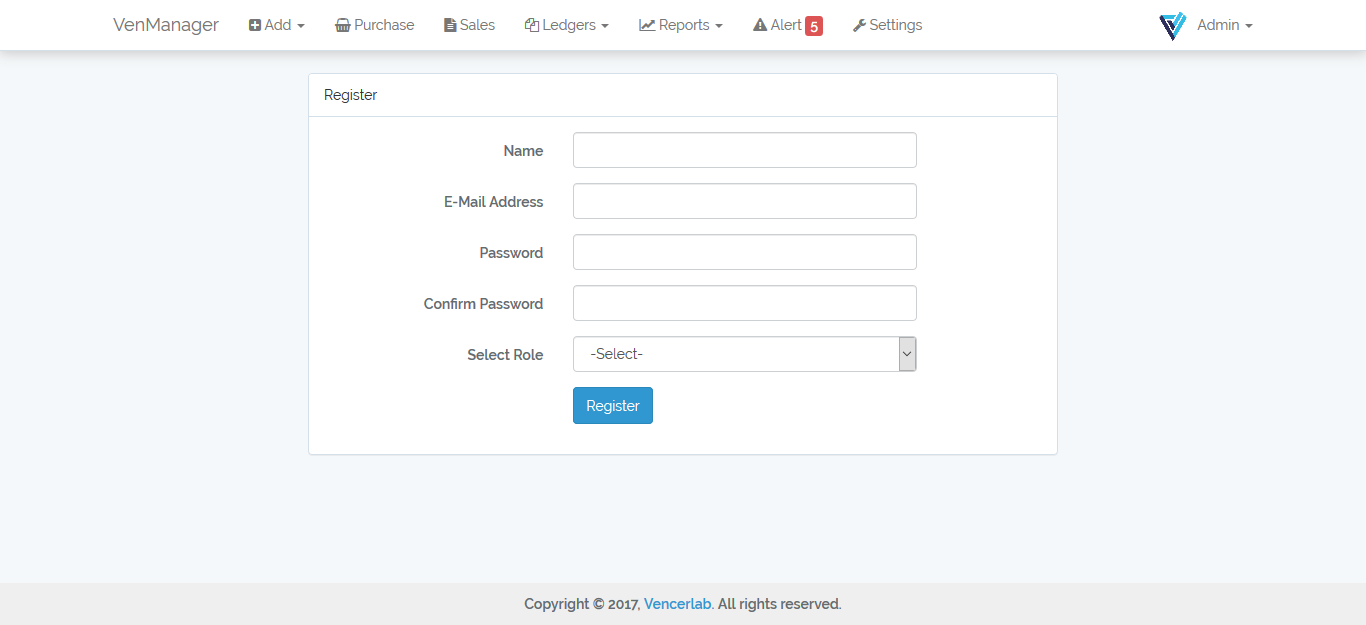 VenManager Add Purchase Sales Ledgers Reports Alert 5 Settings Admin
Register
Name
E-Mail Address
Password
Confirm Password
Select Role -Select-
Register
Copyright © 2017, Vencerlab. All rights reserved.